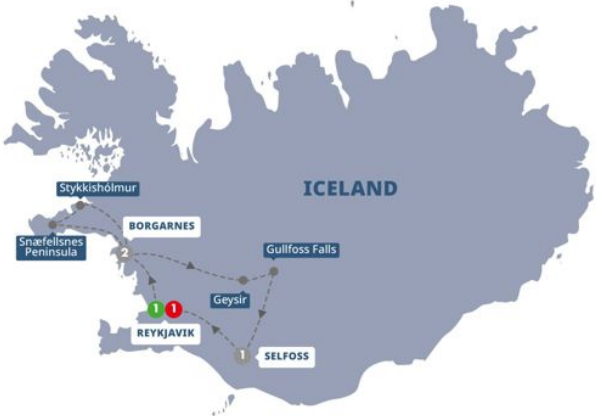 Stykkishólmur
ICELAND
BORGARNES
Snæfellsnes
Peninsula
2
Gullfoss Falls
Geysir
1
1
REYKJAVIK
1
SELFOSS